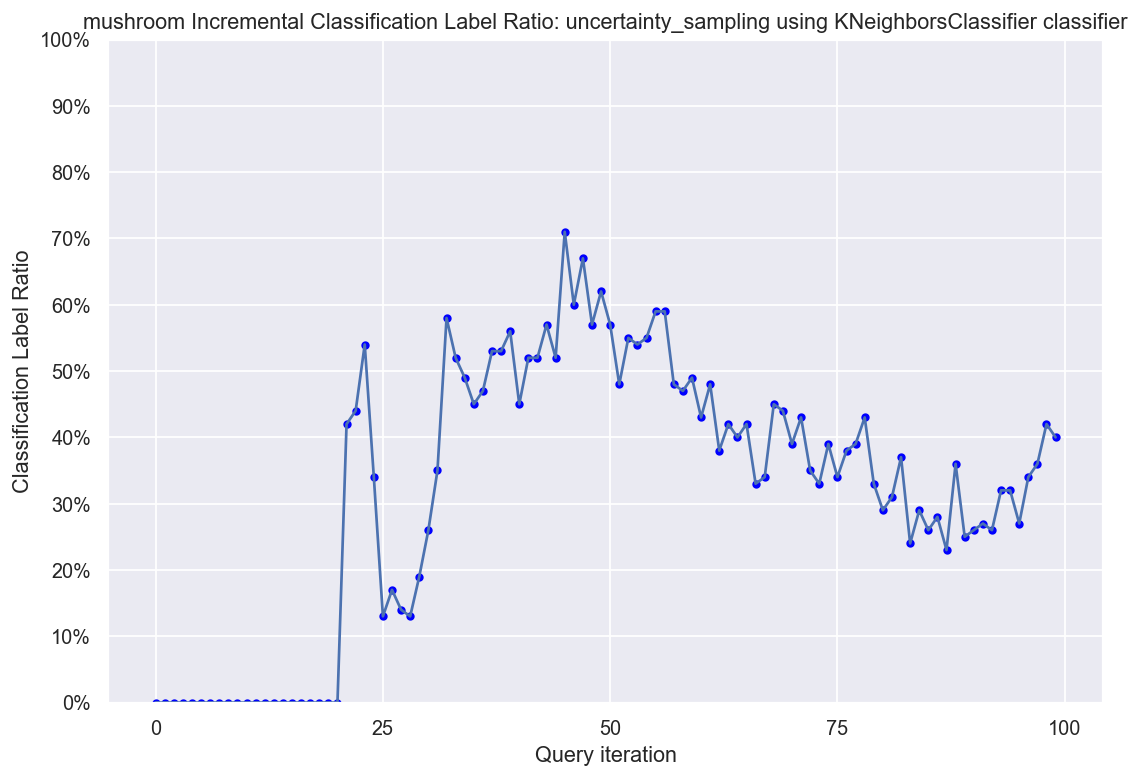 mushroom Incremental Classification Label Ratio: uncertainty_sampling using KNeighborsClassifier classifier
100%
90%
80%
70%
60%
50%
40%
30%
20%
10%
0%
Classification Label Ratio
0 25 50 75 100
Query iteration